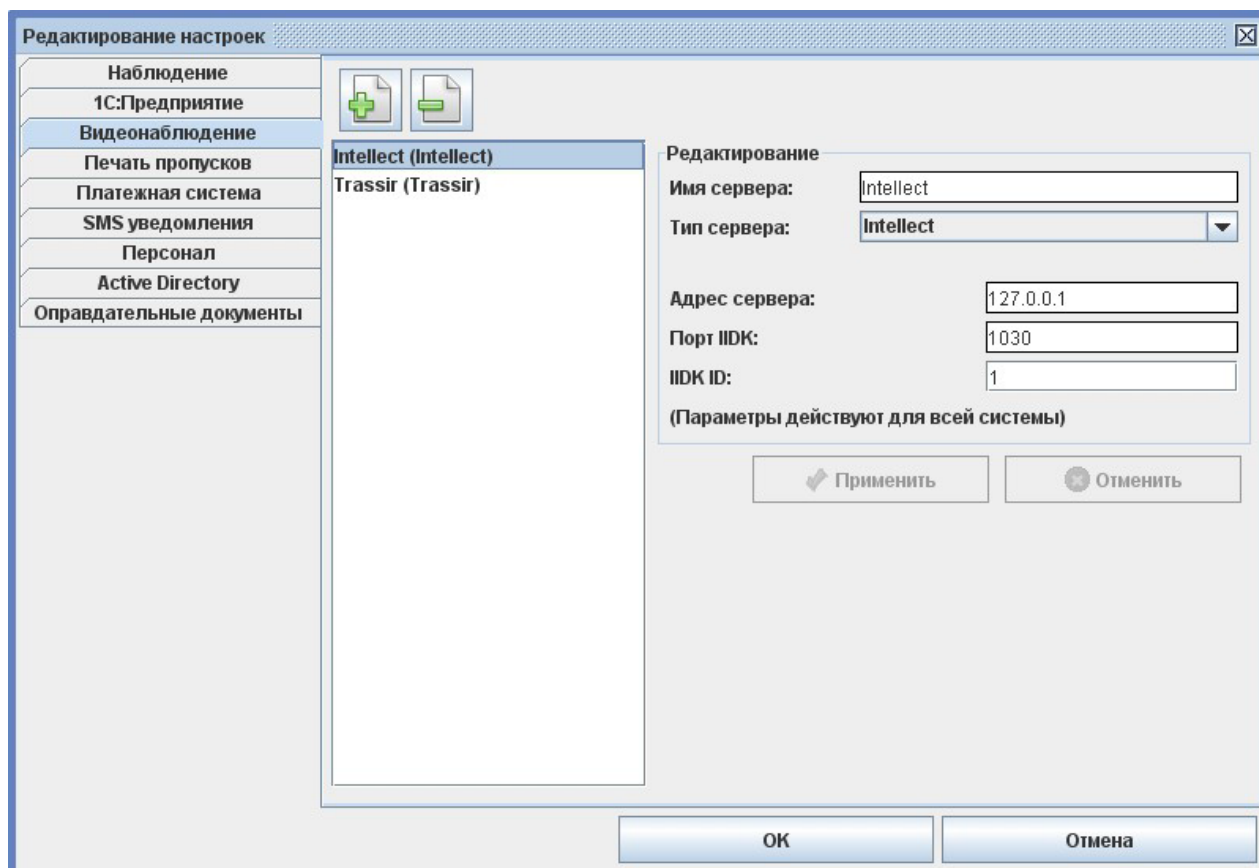 Редактирование настроек
Наблюдение
1С:Предприятие
Видеонаблюдение
Печать пропусков
Платежная система
SMS уведомления
Персонал
Active Directory
Оправдательные документы
Intellect (Intellect)
Trassir (Trassir)
Редактирование
Имя сервера: Intellect
Тип сервера: Intellect
Адрес сервера: 127.0.0.1
Порт IIDK: 1030
IIDK ID: 1
(Параметры действуют для всей системы)
Применить Отменить
ОК Отмена